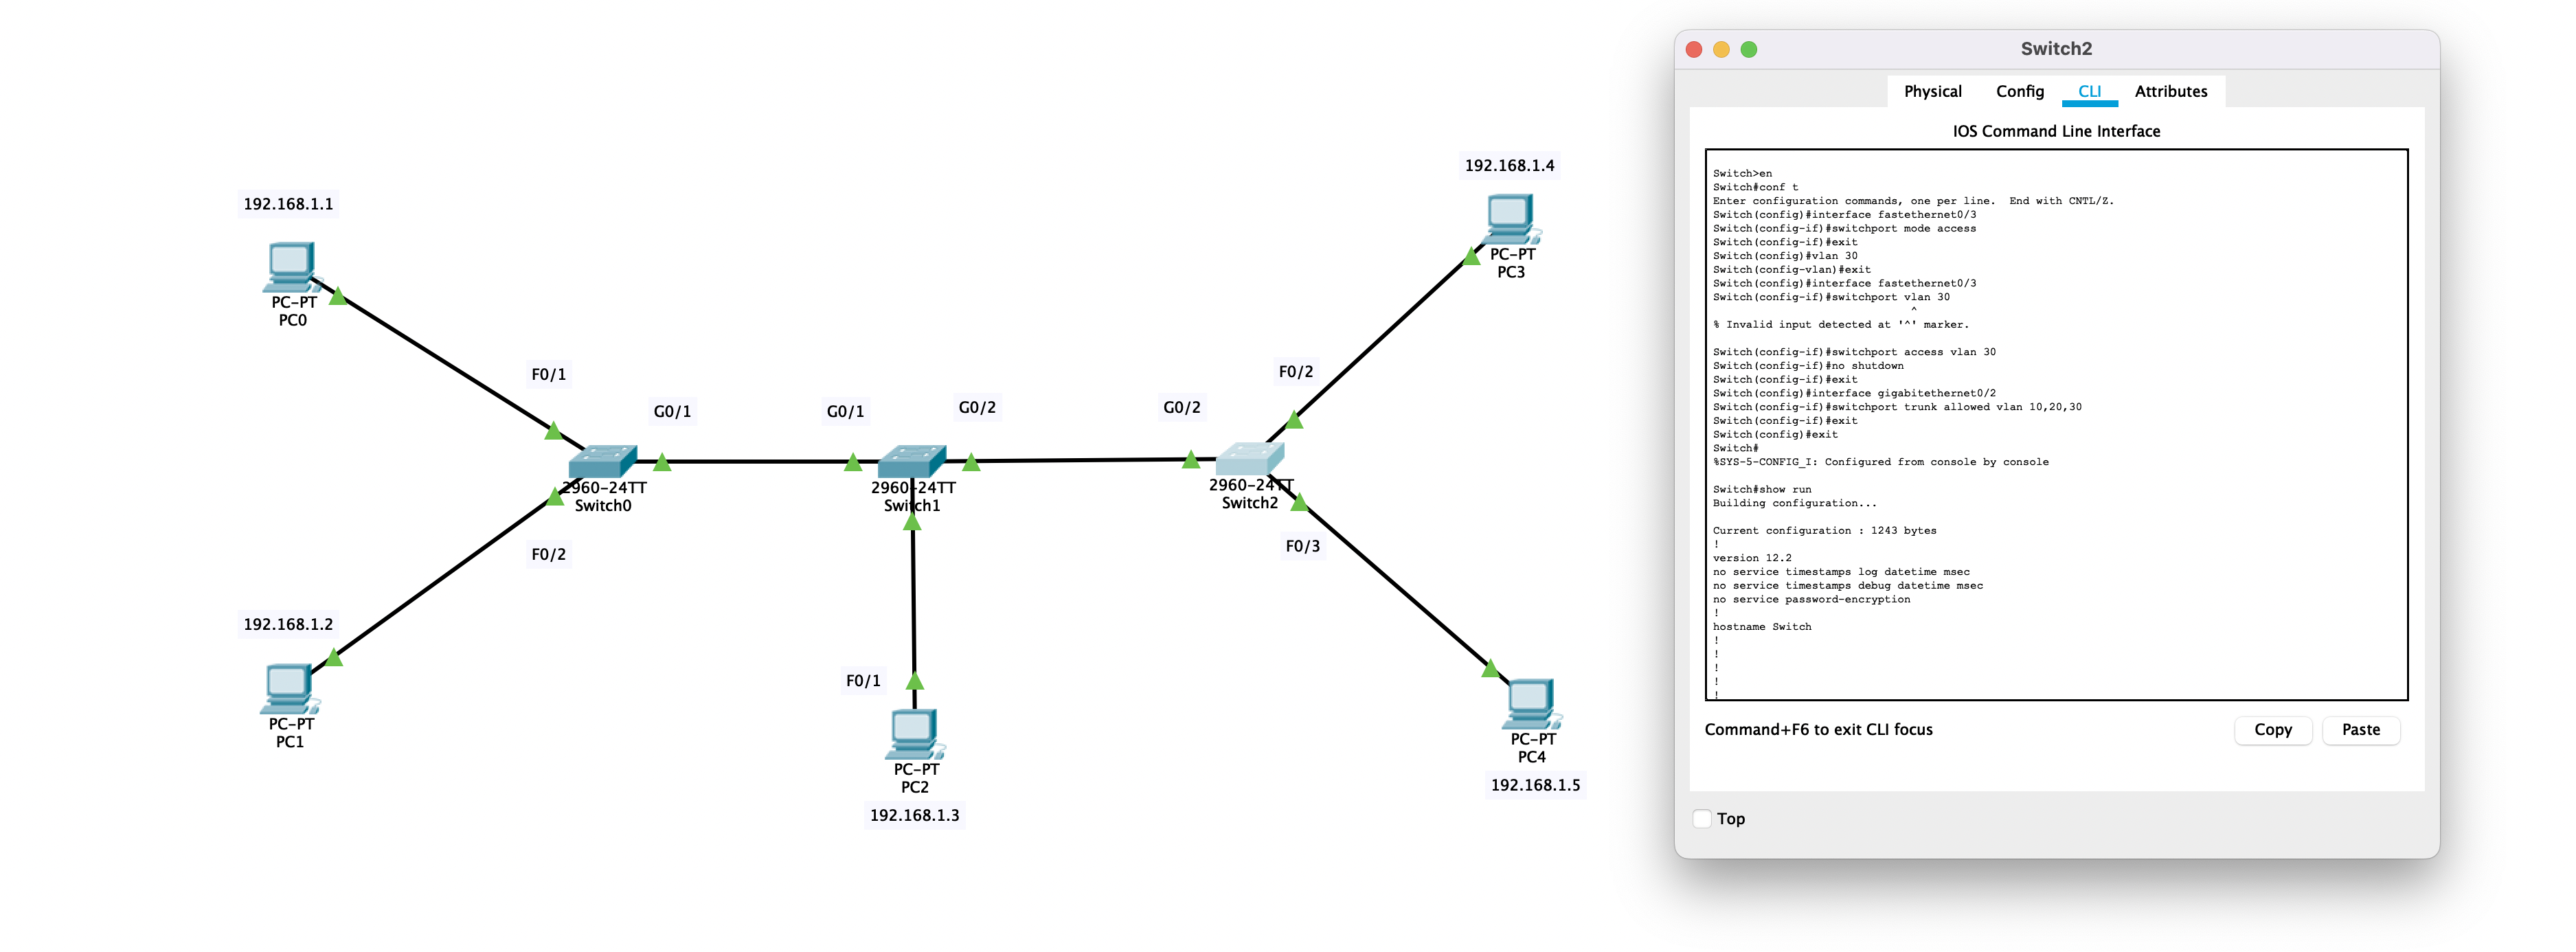 192.168.1.1
PC-PT
PC0
F0/1
G0/1
192.168.1.2
PC-PT
PC1
F0/2
2960-24TT
Switch0
G0/1
G0/2
2960-24TT
Switch1
F0/1
PC-PT
PC2
192.168.1.3
G0/2
F0/2
2960-24TT
Switch2
F0/3
192.168.1.4
PC-PT
PC3
PC-PT
PC4
192.168.1.5
Switch2
Physical Config CLI Attributes
IOS Command Line Interface
Switch>en
Switch#conf t
Enter configuration commands, one per line.  End with CNTL/Z.
Switch(config)#interface fastethernet0/3
Switch(config-if)#switchport mode access
Switch(config-if)#exit
Switch(config)#vlan 30
Switch(config-vlan)#exit
Switch(config)#interface fastethernet0/3
Switch(config-if)#switchport vlan 30
^
% Invalid input detected at '^' marker.
Switch(config-if)#switchport access vlan 30
Switch(config-if)#no shutdown
Switch(config-if)#exit
Switch(config)#interface gigabitethernet0/2
Switch(config-if)#switchport trunk allowed vlan 10,20,30
Switch(config-if)#exit
Switch(config)#exit
Switch#
%SYS-5-CONFIG_I: Configured from console by console
Switch#show run
Building configuration...
Current configuration : 1243 bytes
!
version 12.2
no service timestamps log datetime msec
no service timestamps debug datetime msec
no service password-encryption
!
hostname Switch
!
!
!
!
!
Command+F6 to exit CLI focus
Copy
Paste
Top